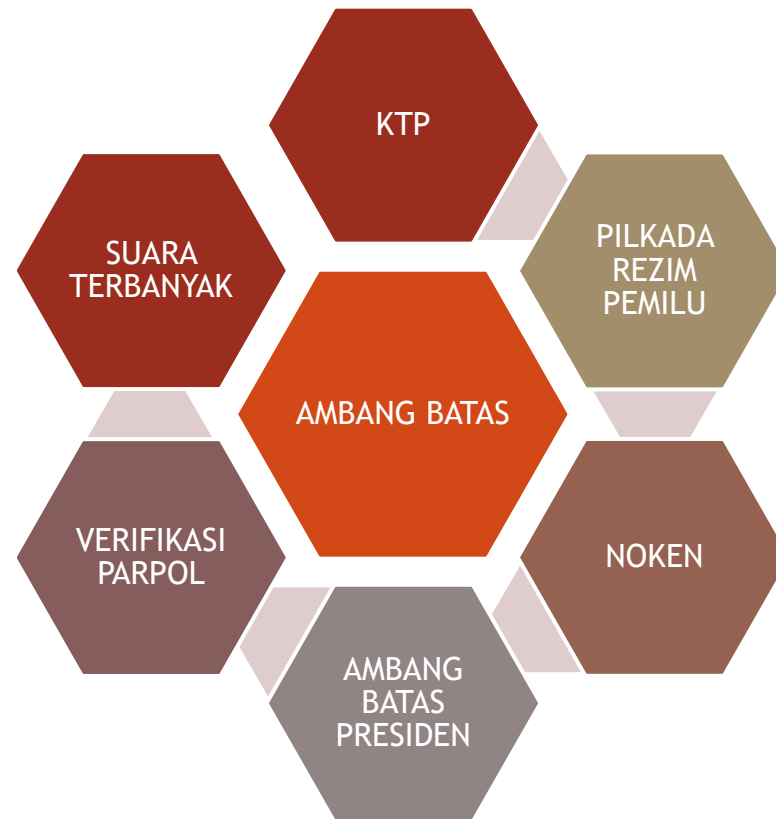 KTP
PILKADA
REZIM
PEMILU
SUARA
TERBANYAK
AMBANG BATAS
VERIFIKASI
PARPOL
NOKEN
AMBANG
BATAS
PRESIDEN